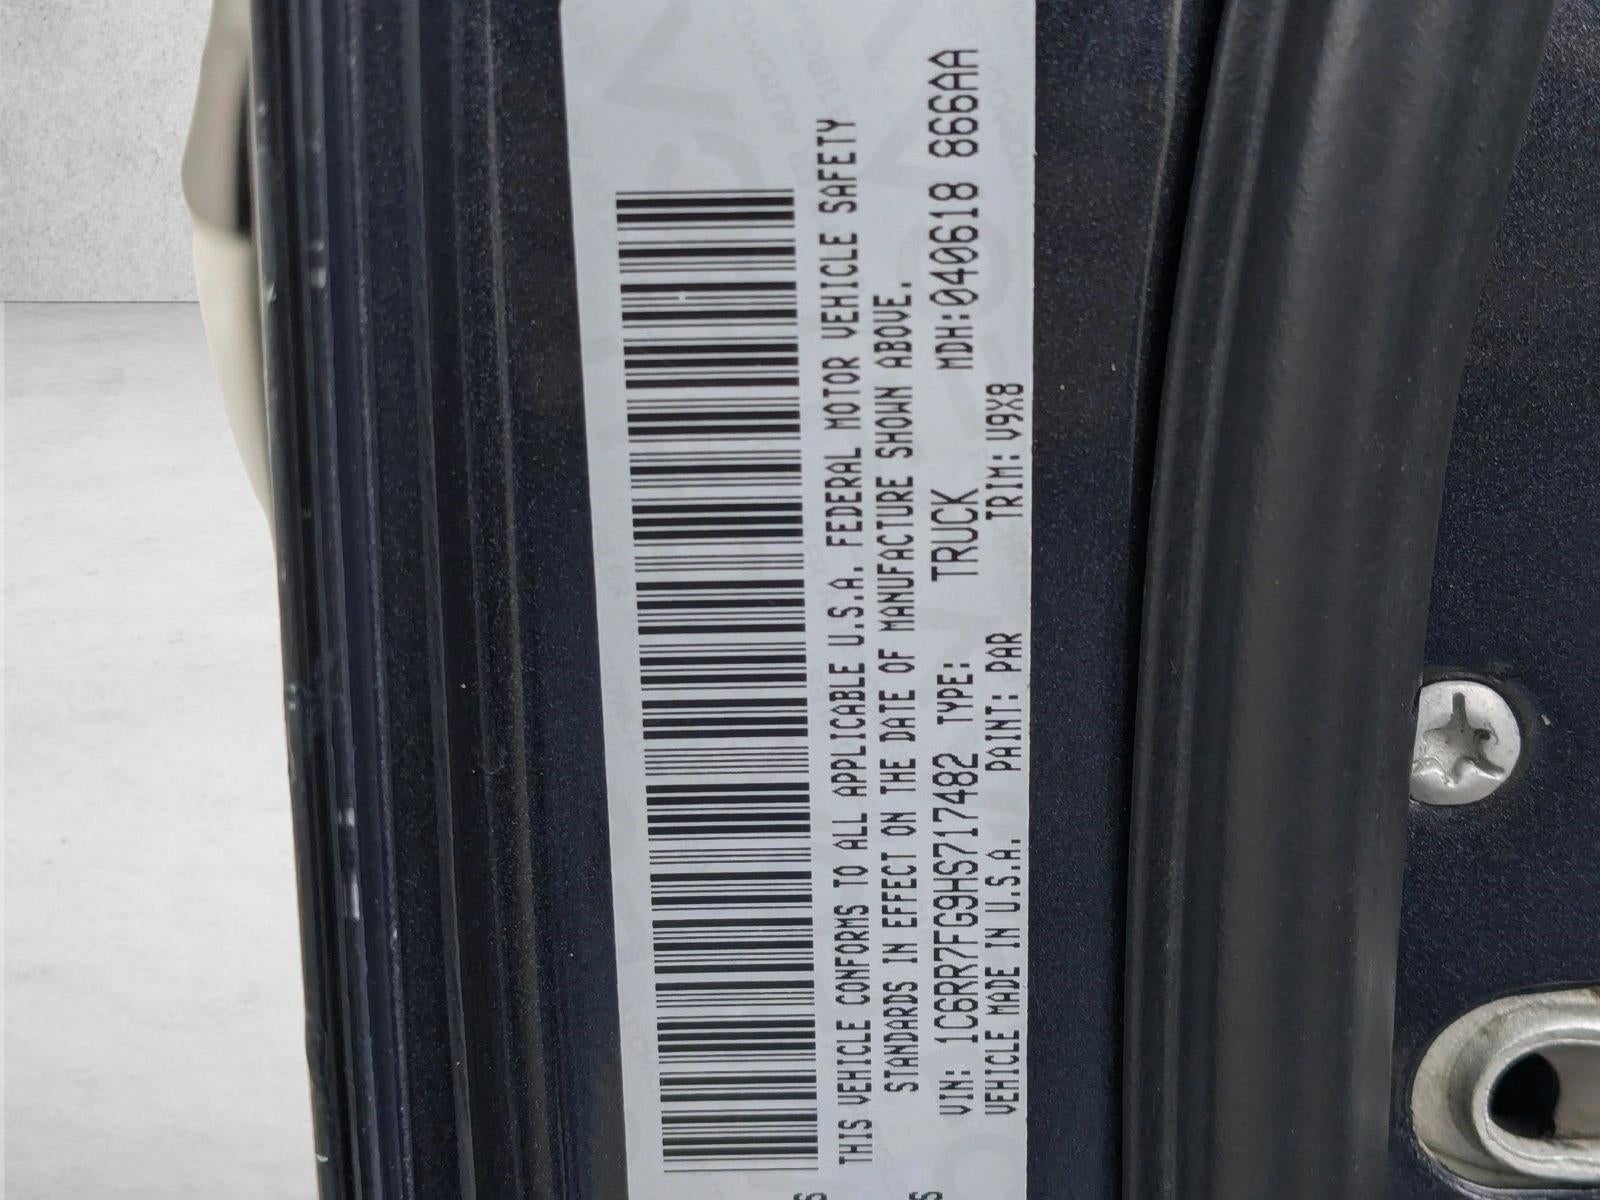 THIS VEHICLE CONFORMS TO ALL APPLICABLE U.S.A. FEDERAL MOTOR VEHICLE SAFETY
STANDARDS IN EFFECT ON THE DATE OF MANUFACTURE SHOWN ABOVE.
VIN: 1C6RR7FG9HS717482 TYPE: TRUCK MDH:040618 866AA
VEHICLE MADE IN U.S.A. PAINT: PAR TRIM: V9X8